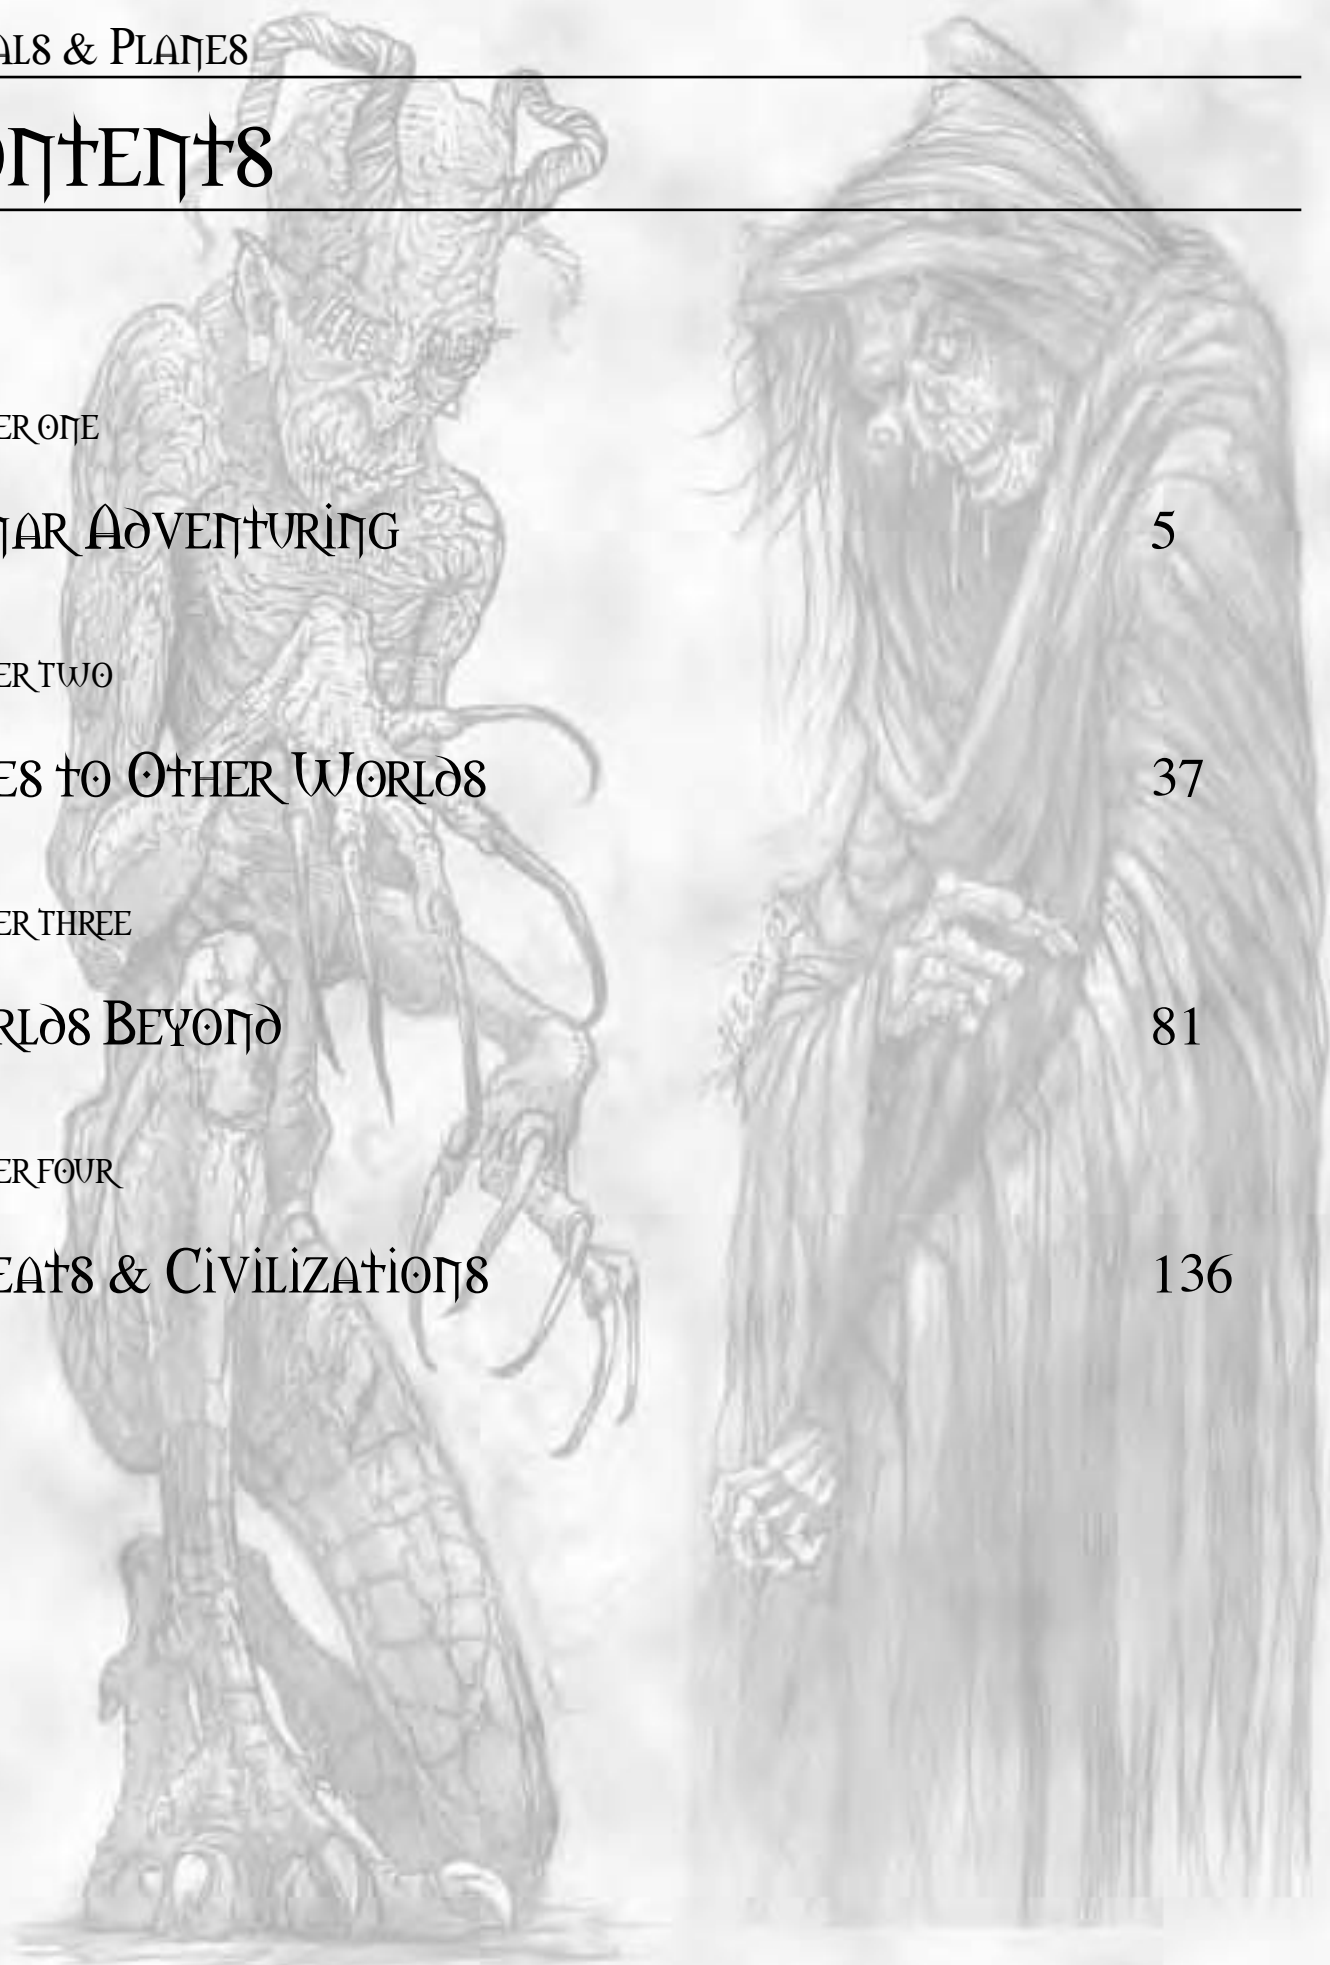 ALS & PLANES
ONTENTS
ER ONE
NAR ADVENTURING 5
ER TWO
ES TO OTHER WORLDS 37
ER THREE
RLDS BEYOND 81
ER FOUR
EATS & CIVILIZATIONS 136